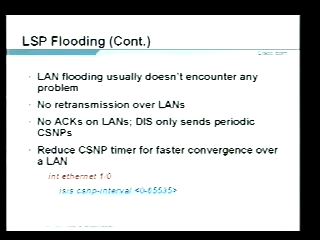 LSP Flooding (Cont.)
Cisco.com
· LAN flooding usually doesn't encounter any
problem
· No retransmission over LANs
· No ACKs on LANs; DIS only sends periodic
CSNPs
· Reduce CSNP timer for faster convergence over
a LAN
int ethernet 1/0
isis csnp-interval <0-65535>